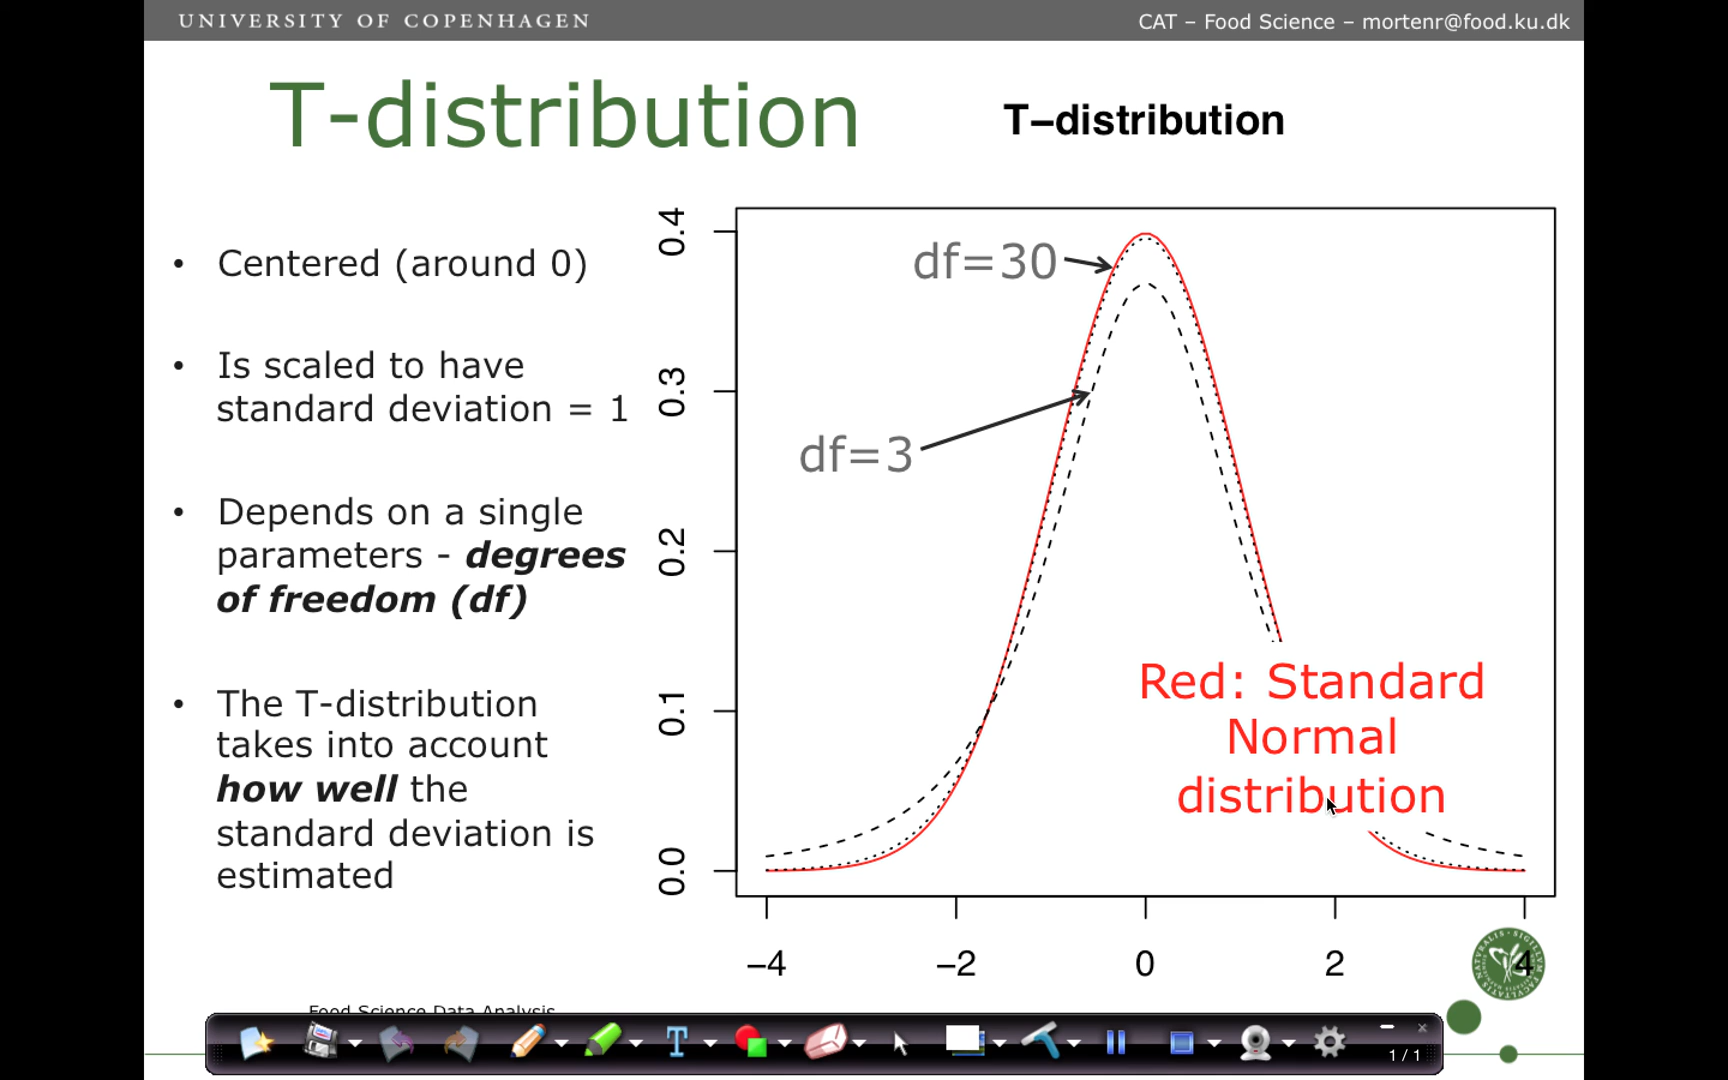 UNIVERSITY OF COPENHAGEN
CAT – Food Science – mortenr@food.ku.dk
T-distribution
T–distribution
• Centered (around 0)
• Is scaled to have
standard deviation = 1
• Depends on a single
parameters - degrees
of freedom (df)
• The T-distribution
takes into account
how well the
standard deviation is
estimated
0.4
0.3
0.2
0.1
0.0
df=30
df=3
Red: Standard
Normal
distribution
−4 −2 0 2 4
Food Science Data Analysis
T
1 / 1